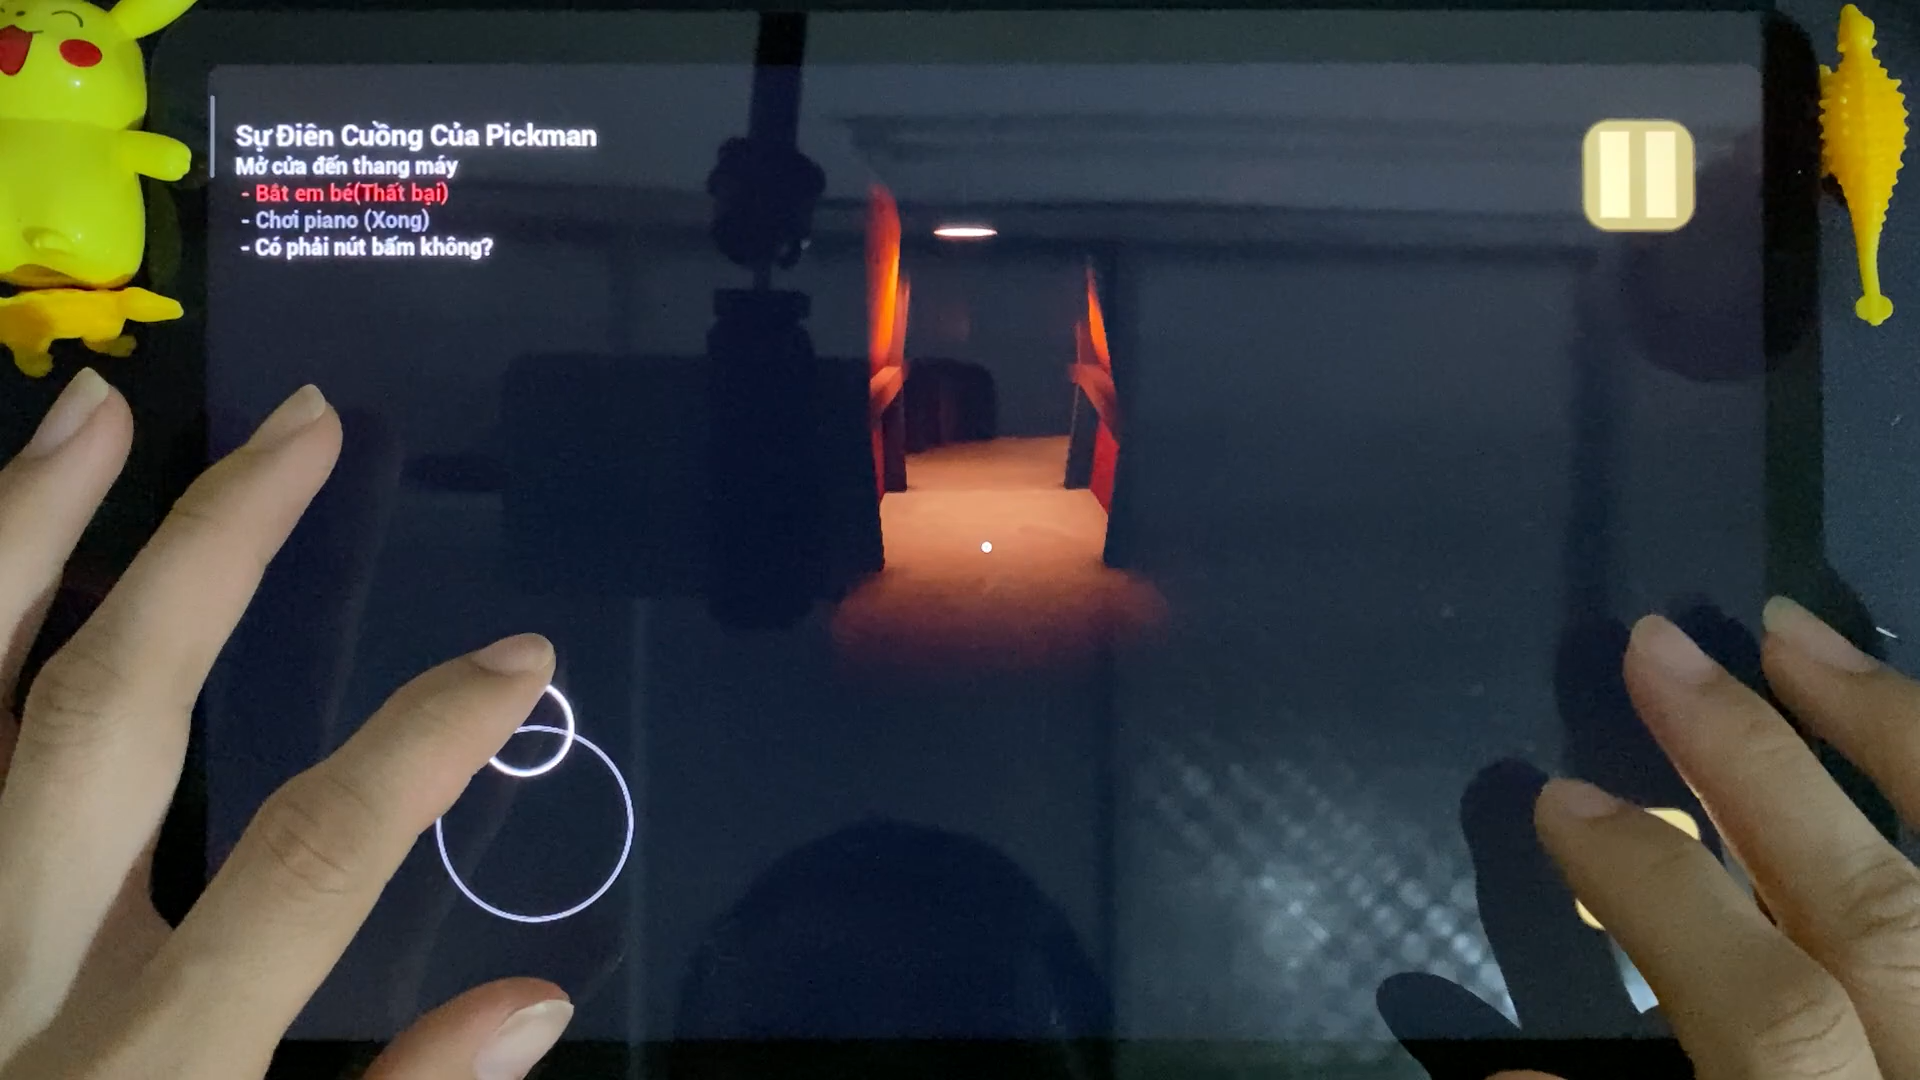 Sự Điên Cuồng Của Pickman
Mở cửa đến thang máy
- Bắt em bé(Thất bại)
- Chơi piano (Xong)
- Có phải nút bấm không?